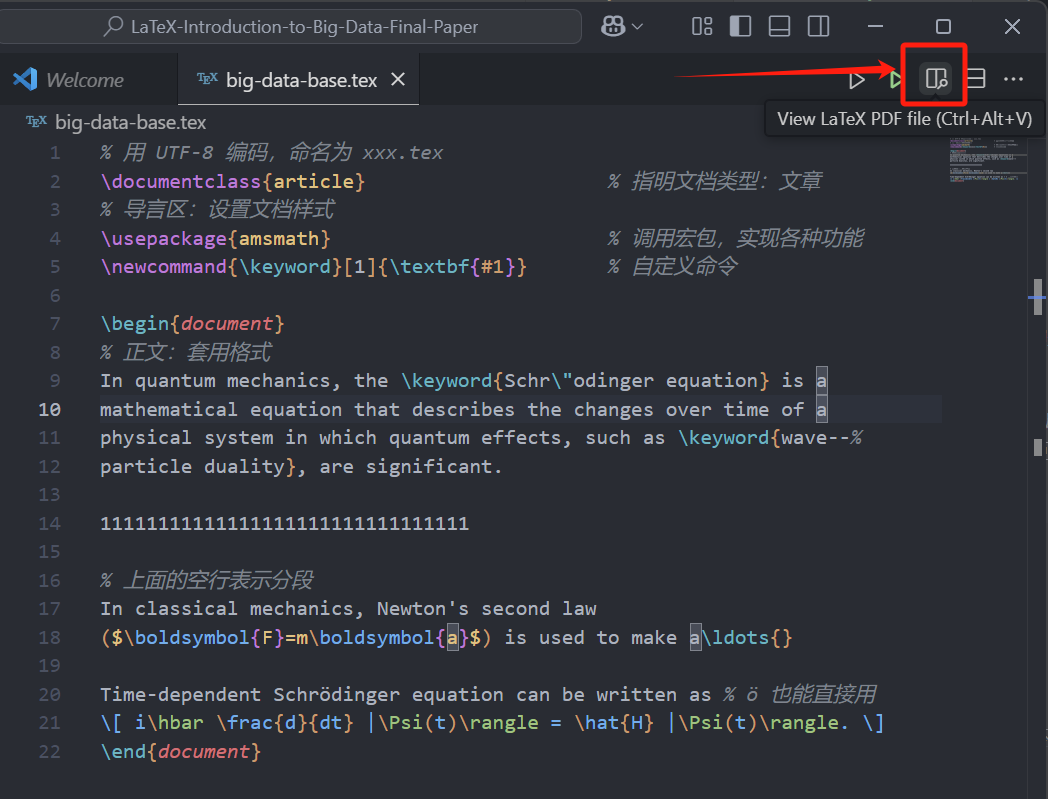 LaTeX-Introduction-to-Big-Data-Final-Paper
Welcome
TEX big-data-base.tex
View LaTeX PDF file (Ctrl+Alt+V)
TEX big-data-base.tex
1 % 用 UTF-8 编码，命名为 xxx.tex
2 \documentclass{article} % 指明文档类型：文章
3 % 导言区：设置文档样式
4 \usepackage{amsmath} % 调用宏包，实现各种功能
5 \newcommand{\keyword}[1]{\textbf{#1}} % 自定义命令
6
7 \begin{document}
8 % 正文：套用格式
9 In quantum mechanics, the \keyword{Schr\"odinger equation} is a
10 mathematical equation that describes the changes over time of a
11 physical system in which quantum effects, such as \keyword{wave--%
12 particle duality}, are significant.
13
14 11111111111111111111111111111111
15
16 % 上面的空行表示分段
17 In classical mechanics, Newton's second law
18 ($\boldsymbol{F}=m\boldsymbol{a}$) is used to make a\ldots{}
19
20 Time-dependent Schrödinger equation can be written as % ö 也能直接用
21 \[ i\hbar \frac{d}{dt} |\Psi(t)\rangle = \hat{H} |\Psi(t)\rangle. \]
22 \end{document}